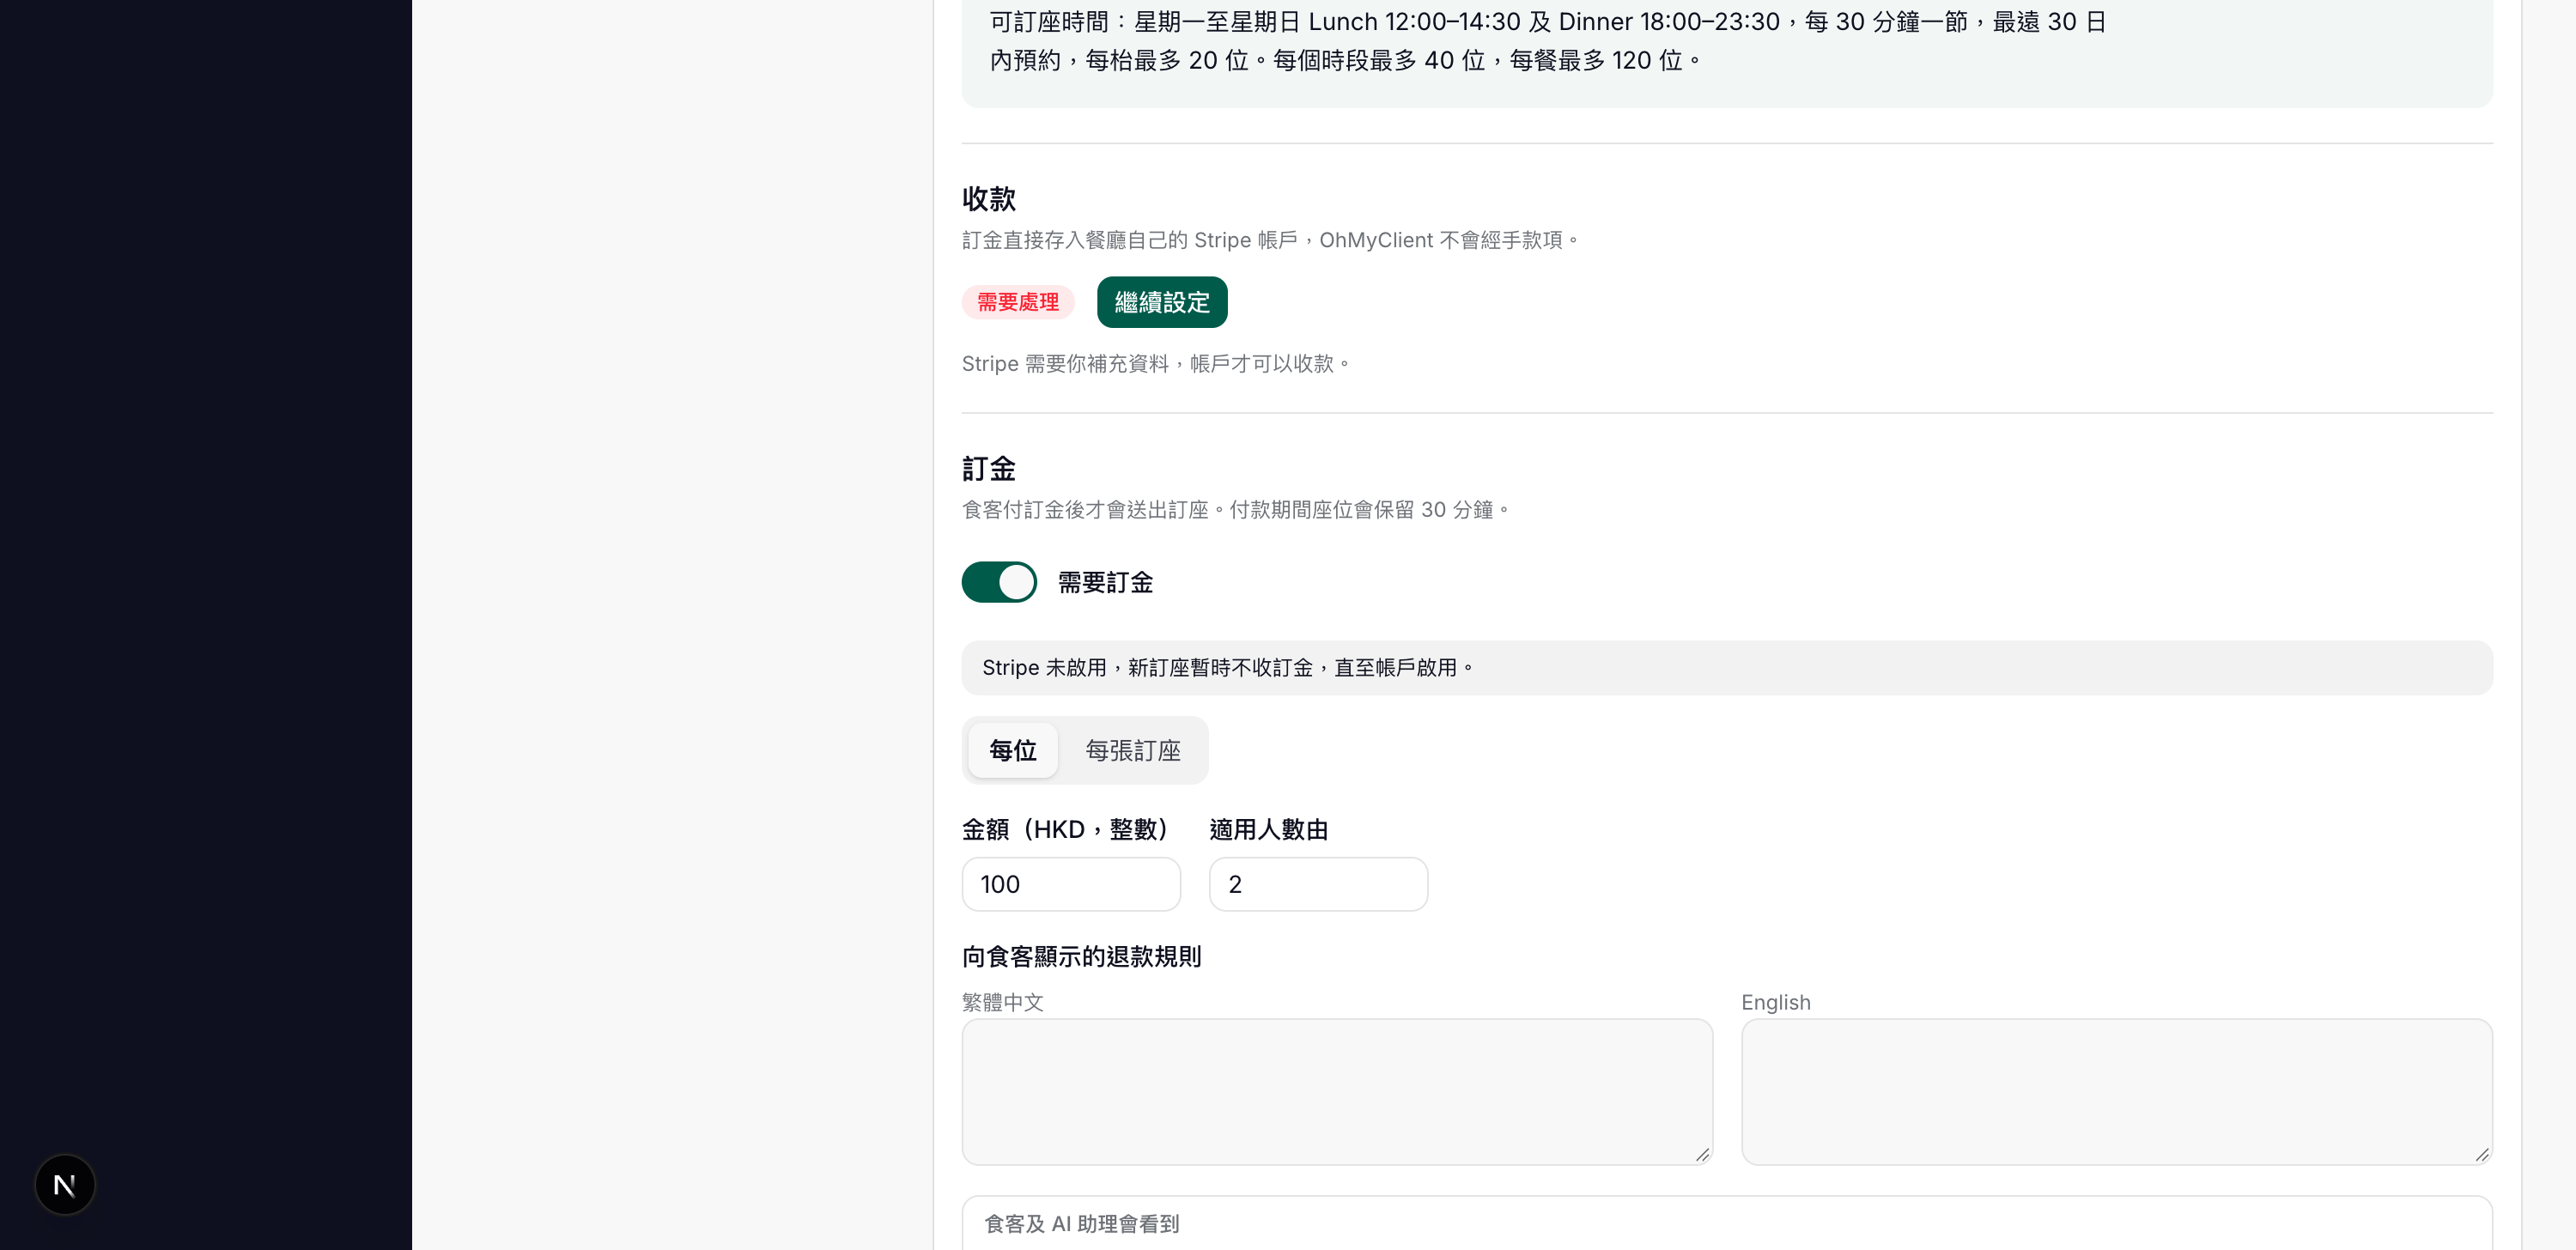 可訂座時間：星期一至星期日 Lunch 12:00–14:30 及 Dinner 18:00–23:30，每 30 分鐘一節，最遠 30 日
內預約，每枱最多 20 位。每個時段最多 40 位，每餐最多 120 位。
收款
訂金直接存入餐廳自己的 Stripe 帳戶，OhMyClient 不會經手款項。
需要處理 繼續設定
Stripe 需要你補充資料，帳戶才可以收款。
訂金
食客付訂金後才會送出訂座。付款期間座位會保留 30 分鐘。
需要訂金
Stripe 未啟用，新訂座暫時不收訂金，直至帳戶啟用。
每位 每張訂座
金額（HKD，整數） 適用人數由
100 2
向食客顯示的退款規則
繁體中文 English
N
食客及 AI 助理會看到